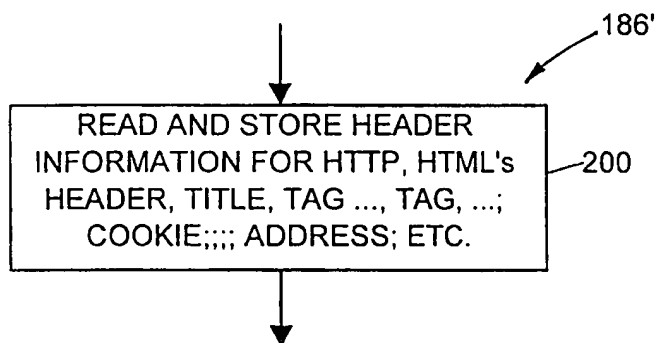 186'
READ AND STORE HEADER
INFORMATION FOR HTTP, HTML's
HEADER, TITLE, TAG ..., TAG, ...;
COOKIE;;;; ADDRESS; ETC.
200